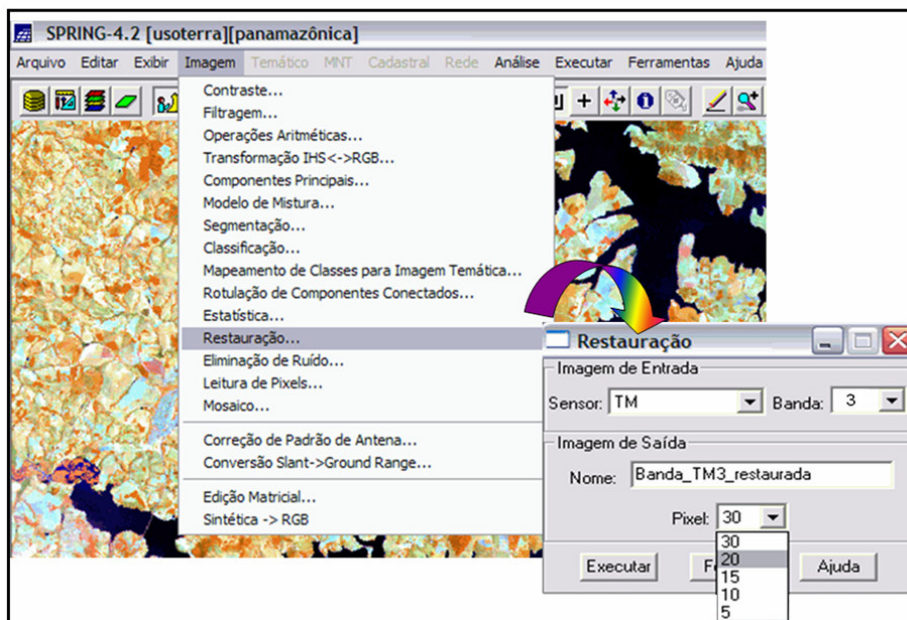 SPRING-4.2 [usoterra][panamazônica]
Arquivo Editar Exibir Imagem Temático MNT Cadastral Rede Análise Executar Ferramentas Ajuda
Contraste...
Filtragem...
Operações Aritméticas...
Transformação IHS<->RGB...
Componentes Principais...
Modelo de Mistura...
Segmentação...
Classificação...
Mapeamento de Classes para Imagem Temática...
Rotulação de Componentes Conectados...
Estatística...
Restauração...
Eliminação de Ruído...
Leitura de Pixels...
Mosaico...
Correção de Padrão de Antena...
Conversão Slant->Ground Range...
Edição Matricial...
Sintética -> RGB
Restauração
Imagem de Entrada
Sensor: TM Banda: 3
Imagem de Saída
Nome: Banda_TM3_restaurada
Pixel: 30
30
20
15
10
5
Executar Ajuda